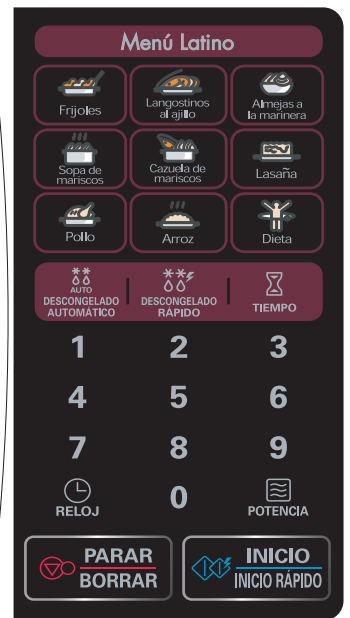 Menú Latino
Frijoles
Langostinos
al ajillo
Almejas a
la marinera
Sopa de
mariscos
Cazuela de
mariscos
Lasaña
Pollo
Arroz
Dieta
AUTO
DESCONGELADO
AUTOMÁTICO
DESCONGELADO
RÁPIDO
TIEMPO
1 2 3
4 5 6
7 8 9
RELOJ
0
POTENCIA
PARAR
BORRAR
INICIO
INICIO RÁPIDO